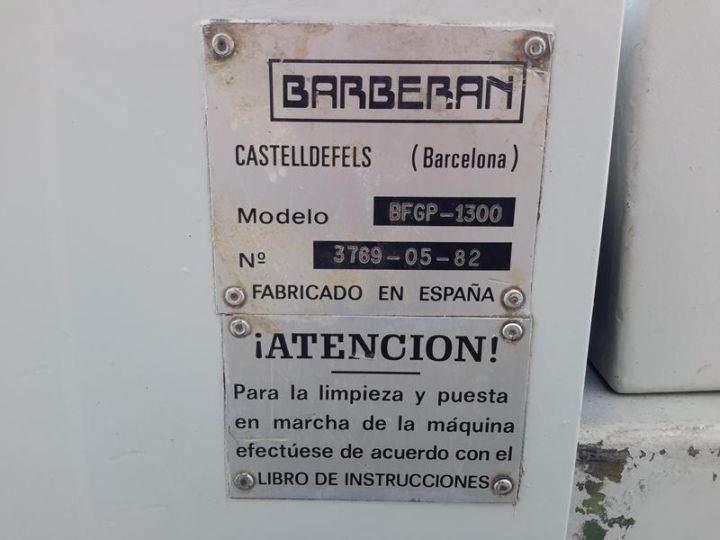 BARBERAN
CASTELLDEFELS (Barcelona)
Modelo BFGP-1300
Nº 3769-05-82
FABRICADO EN ESPAÑA
¡ATENCION!
Para la limpieza y puesta
en marcha de la máquina
efectúese de acuerdo con el
LIBRO DE INSTRUCCIONES